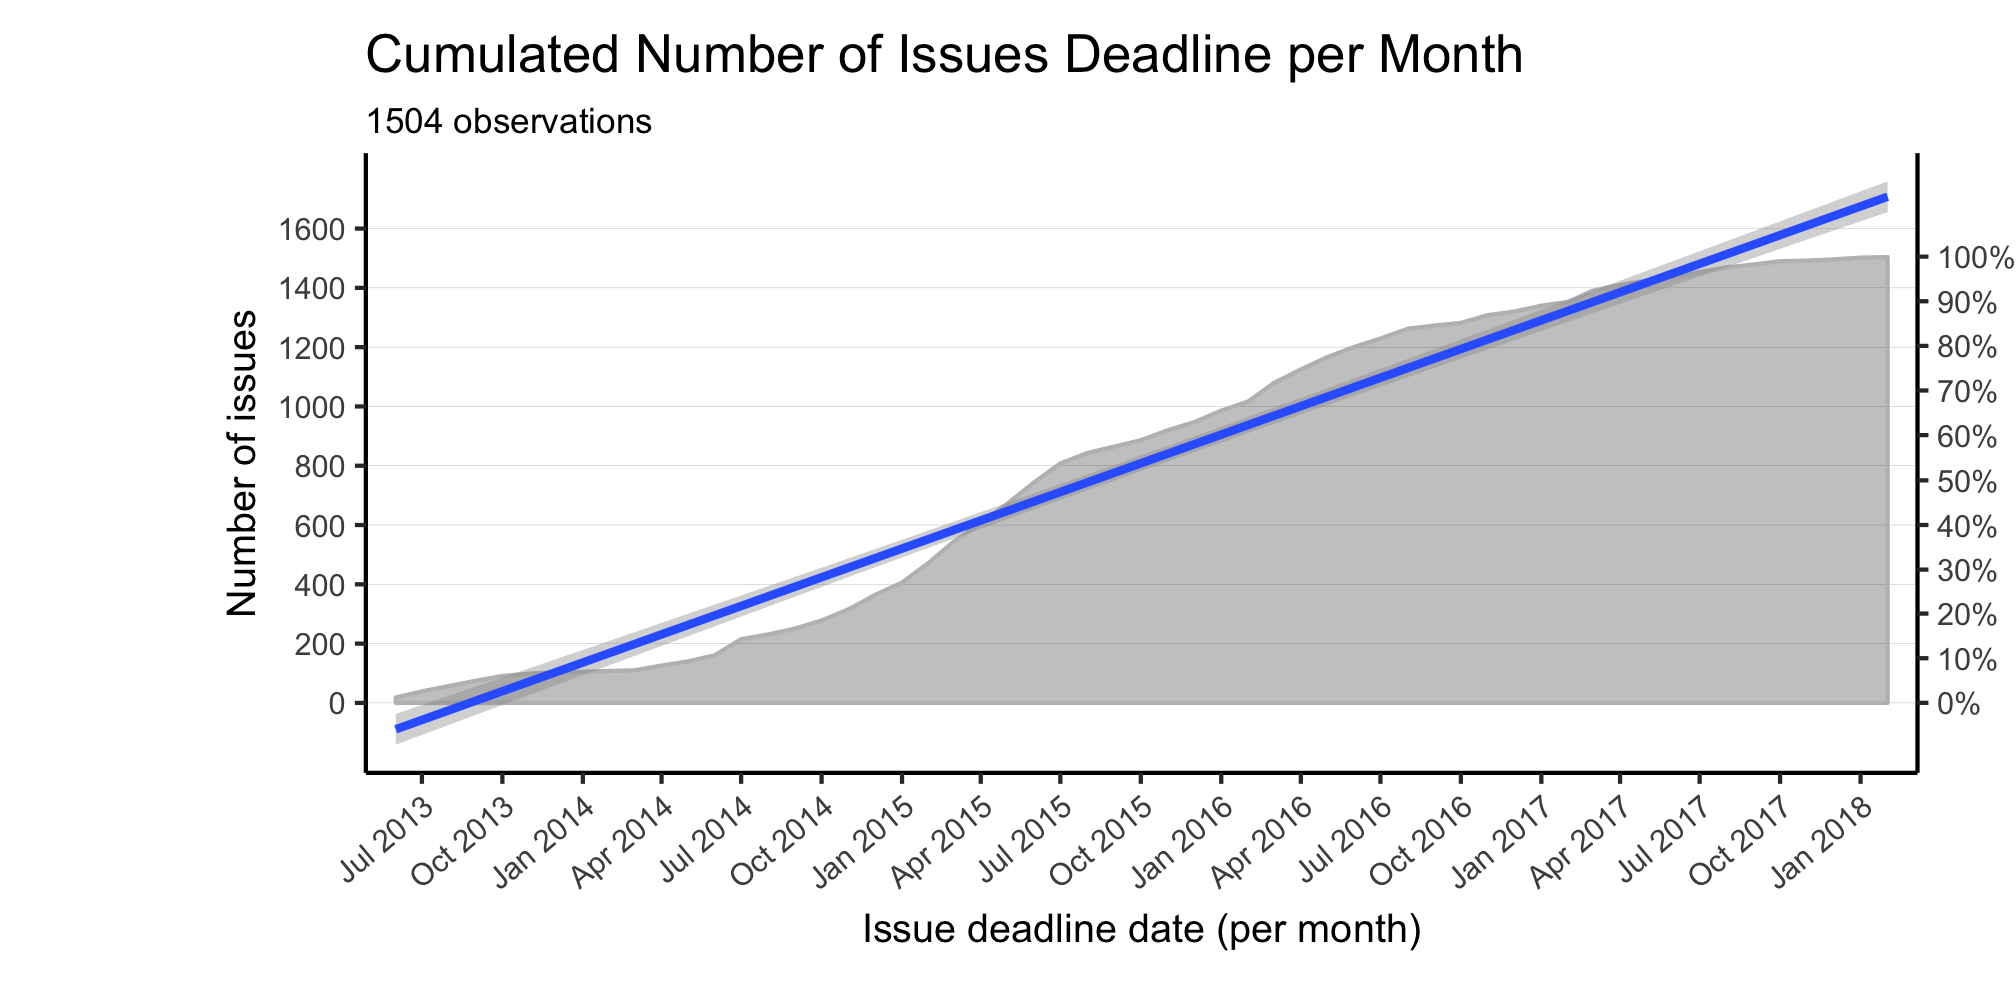 Cumulated Number of Issues Deadline per Month
1504 observations
Number of issues
1600
1400
1200
1000
800
600
400
200
0
100%
90%
80%
70%
60%
50%
40%
30%
20%
10%
0%
Jul 2013
Oct 2013
Jan 2014
Apr 2014
Jul 2014
Oct 2014
Jan 2015
Apr 2015
Jul 2015
Oct 2015
Jan 2016
Apr 2016
Jul 2016
Oct 2016
Jan 2017
Apr 2017
Jul 2017
Oct 2017
Jan 2018
Issue deadline date (per month)